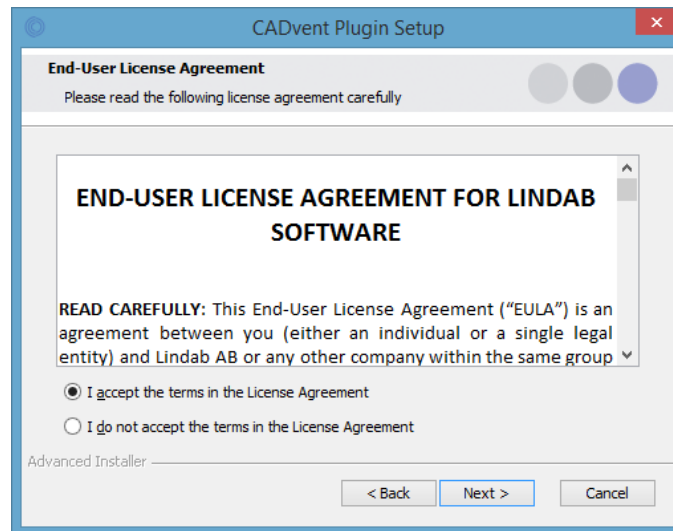 CADvent Plugin Setup
End-User License Agreement
Please read the following license agreement carefully
END-USER LICENSE AGREEMENT FOR LINDAB
SOFTWARE
READ CAREFULLY: This End-User License Agreement (“EULA”) is an
agreement between you (either an individual or a single legal
entity) and Lindab AB or any other company within the same group
I accept the terms in the License Agreement
I do not accept the terms in the License Agreement
Advanced Installer
< Back Next > Cancel